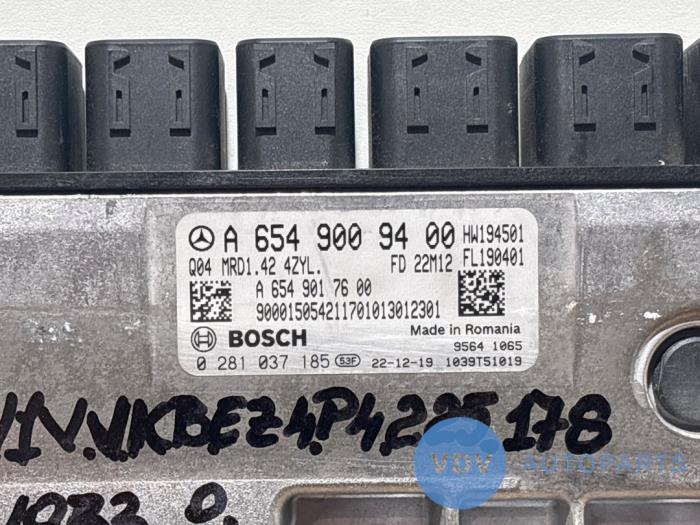 A 654 900 94 00 HW194501
Q04 MRD1.42 4ZYL. FD 22M12 FL190401
A 654 901 76 00
900015054211701013012301
BOSCH Made in Romania
9564 1065
0 281 037 185 53F 22-12-19 1039T51019
VDV AUTOPARTS